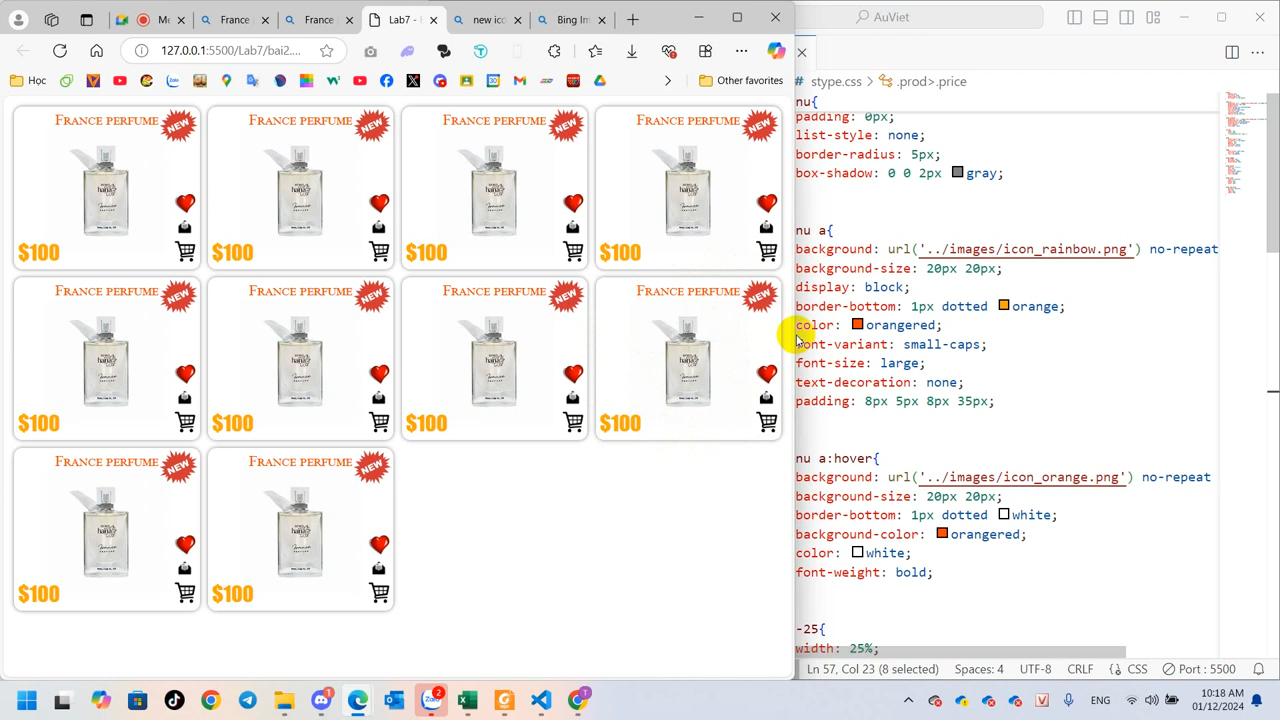 Me
France
France
Lab7 -
new ico
Bing Im
AuViet
127.0.0.1:5500/Lab7/bai2...
Hoc
Other favorites
stype.css
.prod>.price
FRANCE PERFUME NEW
FRANCE PERFUME NEW
FRANCE PERFUME NEW
FRANCE PERFUME NEW
$100
$100
$100
$100
FRANCE PERFUME NEW
FRANCE PERFUME NEW
FRANCE PERFUME NEW
FRANCE PERFUME NEW
$100
$100
$100
$100
FRANCE PERFUME NEW
FRANCE PERFUME NEW
$100
$100
nu{
padding: 0px;
list-style: none;
border-radius: 5px;
box-shadow: 0 0 2px gray;
nu a{
background: url('../images/icon_rainbow.png') no-repeat
background-size: 20px 20px;
display: block;
border-bottom: 1px dotted orange;
color: orangered;
font-variant: small-caps;
font-size: large;
text-decoration: none;
padding: 8px 5px 8px 35px;
nu a:hover{
background: url('../images/icon_orange.png') no-repeat
background-size: 20px 20px;
border-bottom: 1px dotted white;
background-color: orangered;
color: white;
font-weight: bold;
-25{
width: 25%;
Ln 57, Col 23 (8 selected) Spaces: 4 UTF-8 CRLF {} CSS Port : 5500
2
ENG
10:18 AM
01/12/2024